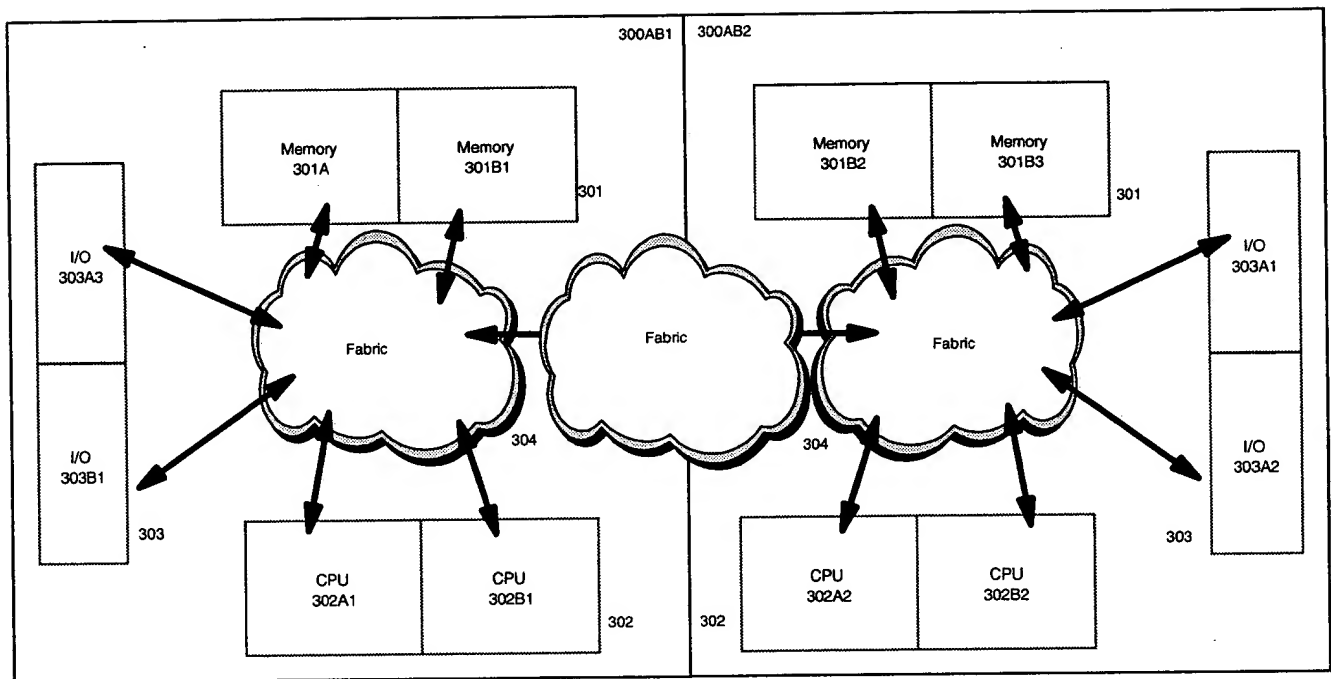 300AB1
300AB2
Memory
301A
Memory
301B1
301
Memory
301B2
Memory
301B3
301
I/O
303A3
I/O
303B1
303
Fabric
304
Fabric
304
Fabric
I/O
303A1
I/O
303A2
303
CPU
302A1
CPU
302B1
302
302
CPU
302A2
CPU
302B2